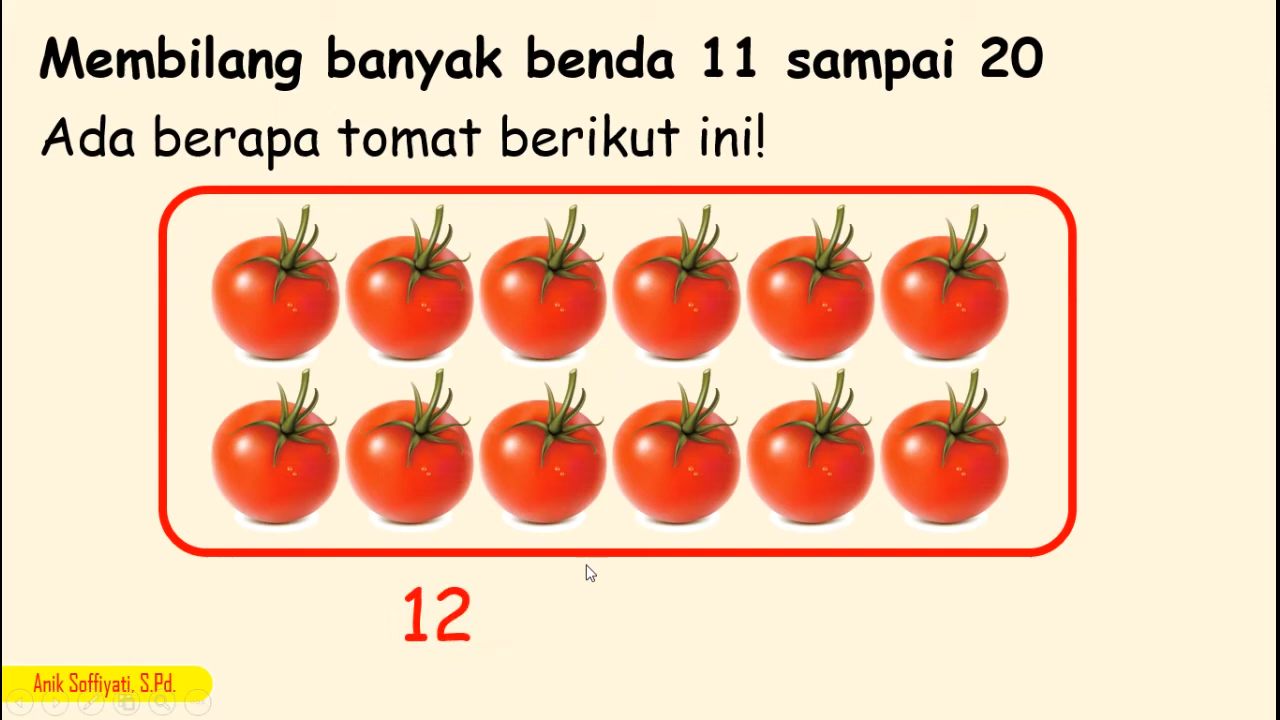 Membilang banyak benda 11 sampai 20
Ada berapa tomat berikut ini!
12
Anik Soffiyati, S.Pd.